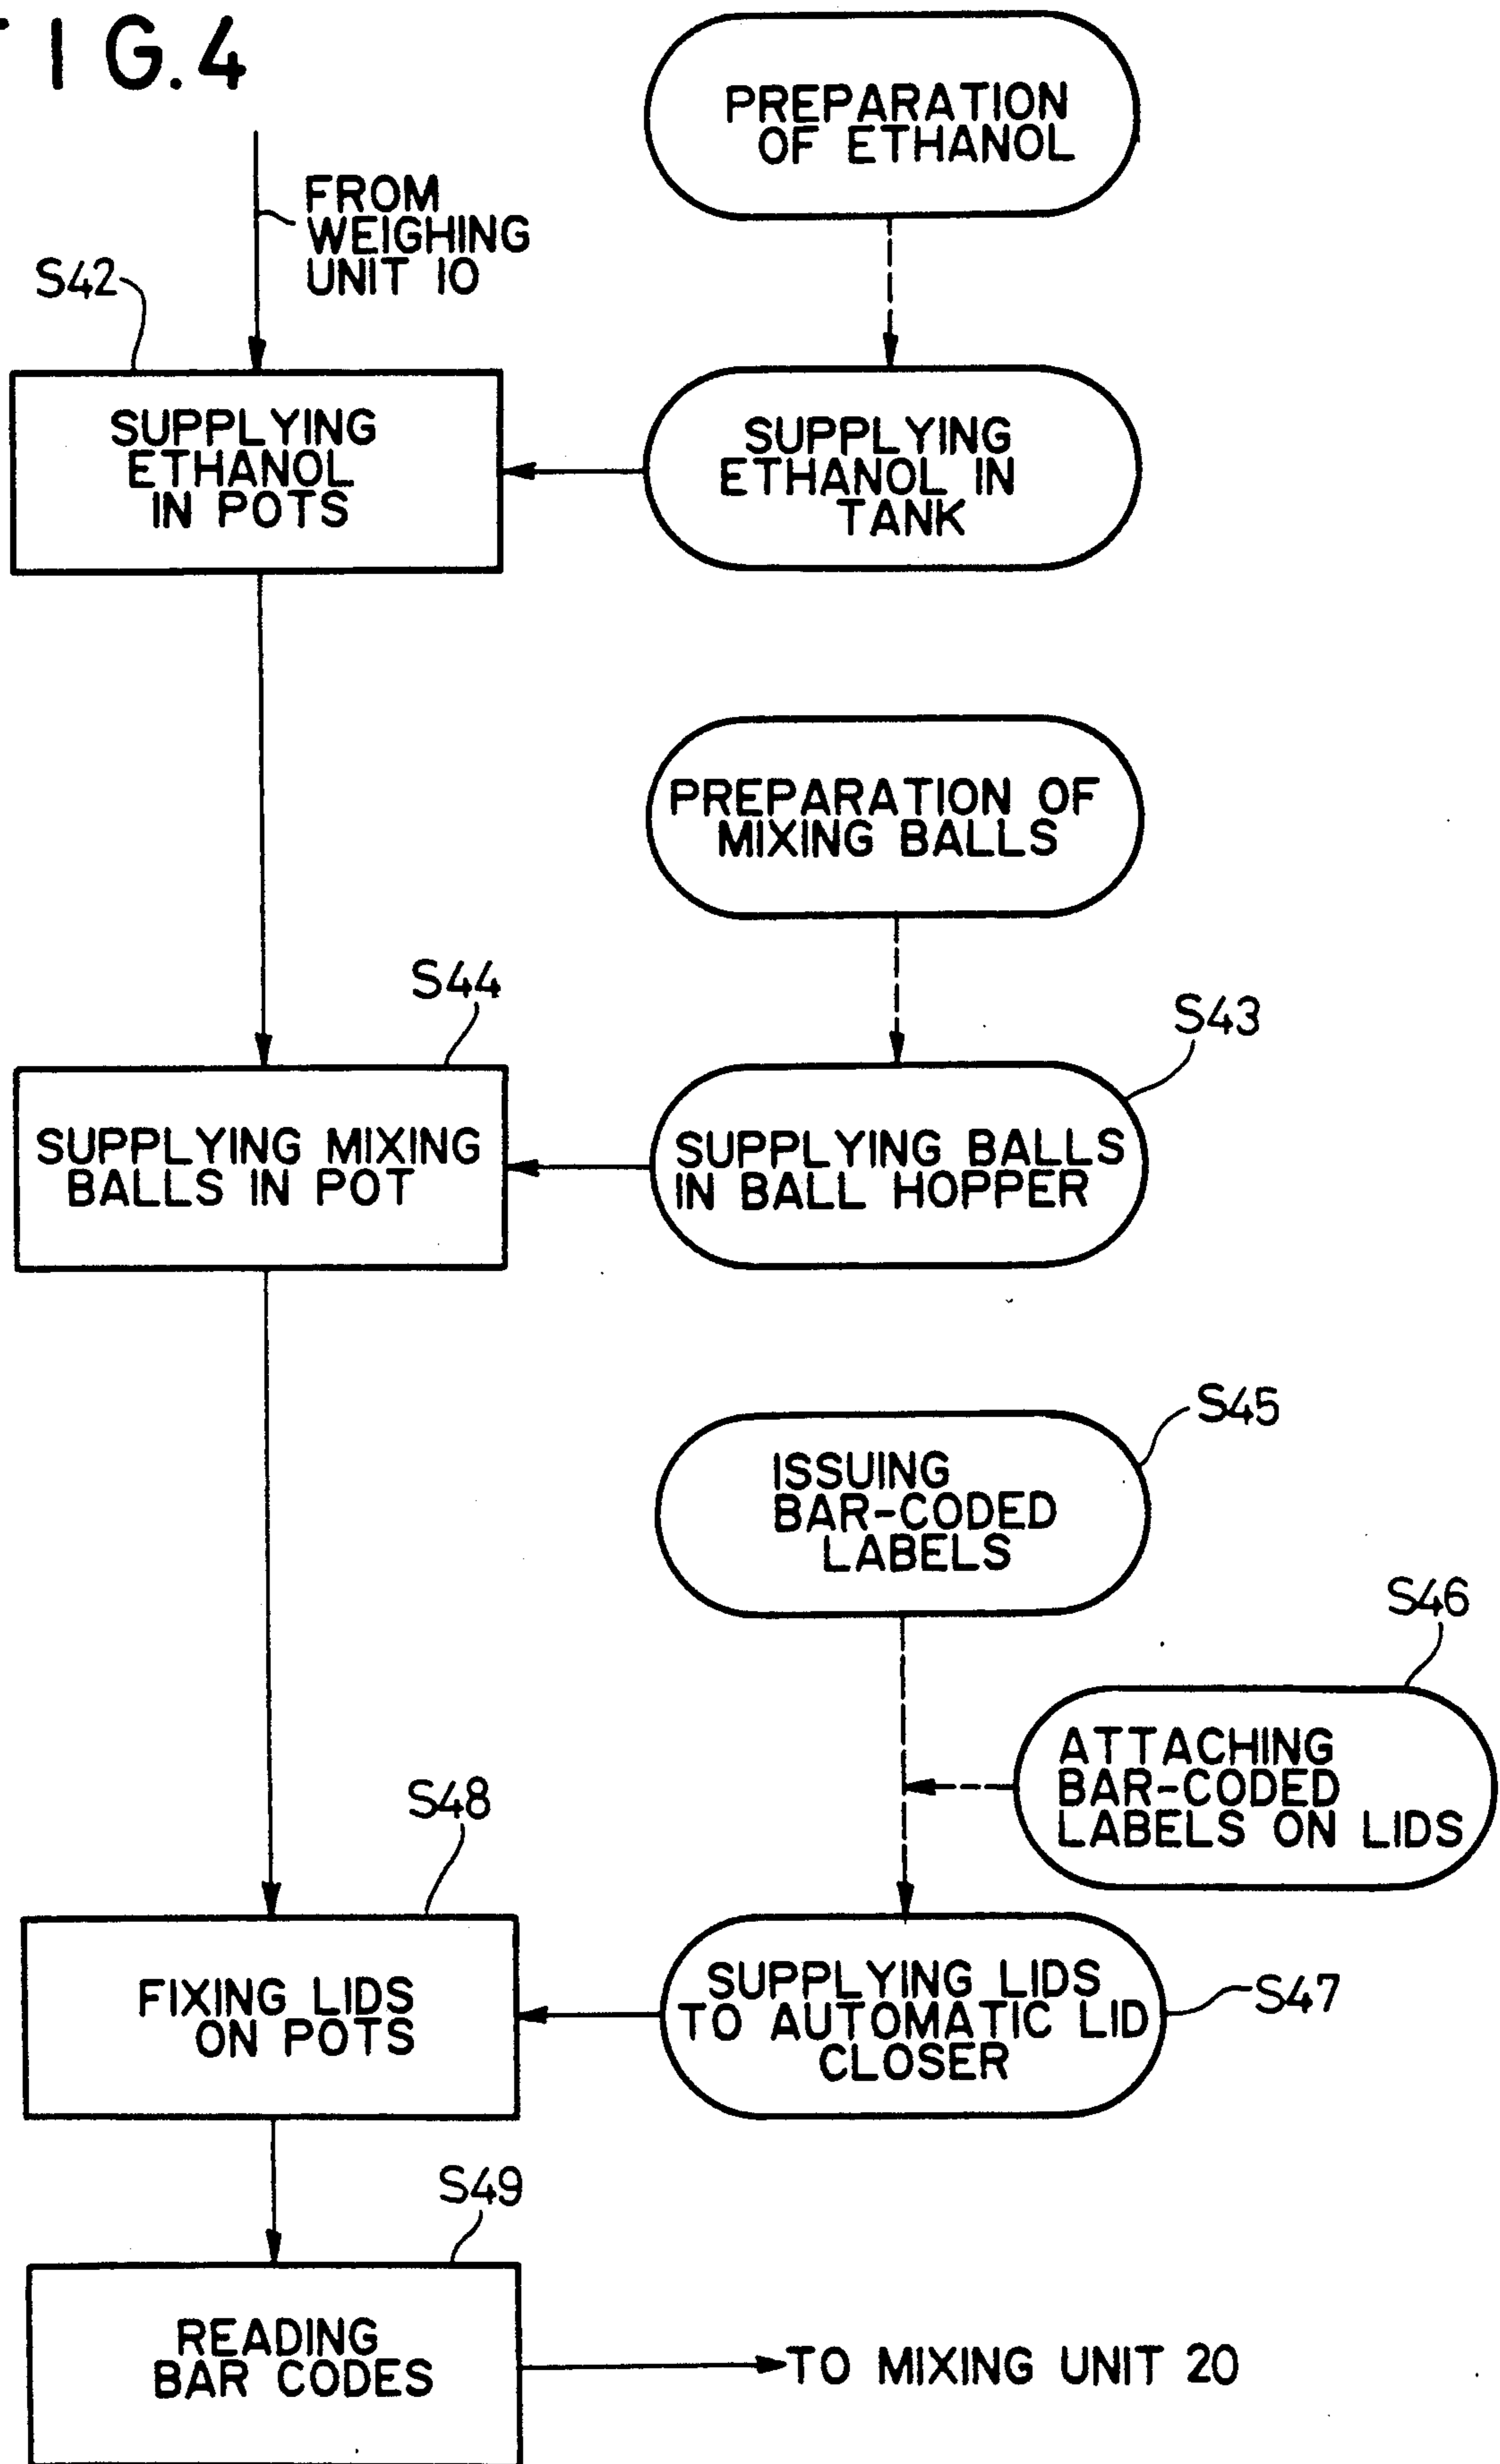 FIG.4
PREPARATION
OF ETHANOL
FROM
WEIGHING
UNIT 10
S42
SUPPLYING
ETHANOL
IN POTS
SUPPLYING
ETHANOL IN
TANK
PREPARATION OF
MIXING BALLS
S44
S43
SUPPLYING MIXING
BALLS IN POT
SUPPLYING BALLS
IN BALL HOPPER
S45
ISSUING
BAR-CODED
LABELS
S46
ATTACHING
BAR-CODED
LABELS ON LIDS
S48
FIXING LIDS
ON POTS
SUPPLYING LIDS
TO AUTOMATIC LID
CLOSER
S47
S49
READING
BAR CODES
TO MIXING UNIT 20